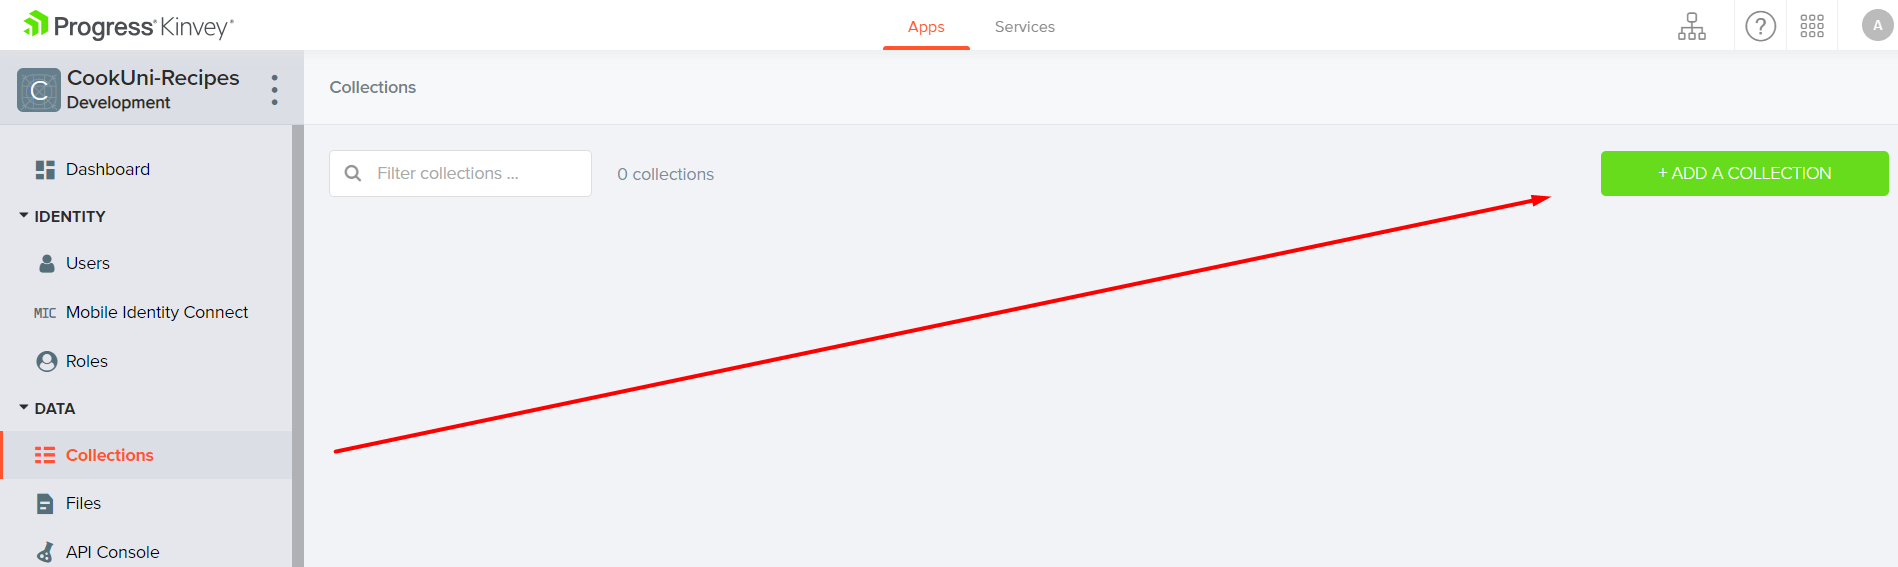 Progress Kinvey
Apps
Services
A
C
CookUni-Recipes
Development
Collections
Dashboard
IDENTITY
Users
MIC Mobile Identity Connect
Roles
DATA
Collections
Files
API Console
Filter collections ...
0 collections
+ ADD A COLLECTION